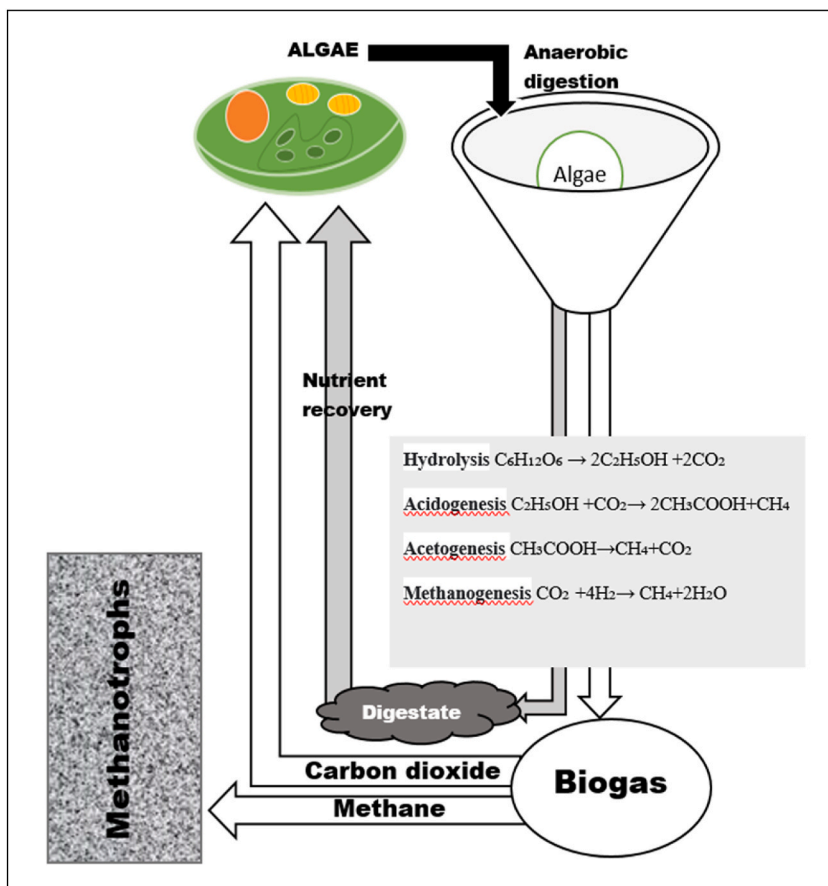 ALGAE
Anaerobic
digestion
Algae
Nutrient
recovery
Hydrolysis C₆H₁₂O₆ → 2C₂H₅OH +2CO₂
Acidogenesis C₂H₅OH +CO₂→ 2CH₃COOH+CH₄
Acetogenesis CH₃COOH→CH₄+CO₂
Methanogenesis CO₂ +4H₂→ CH₄+2H₂O
Methanotrophs
Digestate
Carbon dioxide
Methane
Biogas